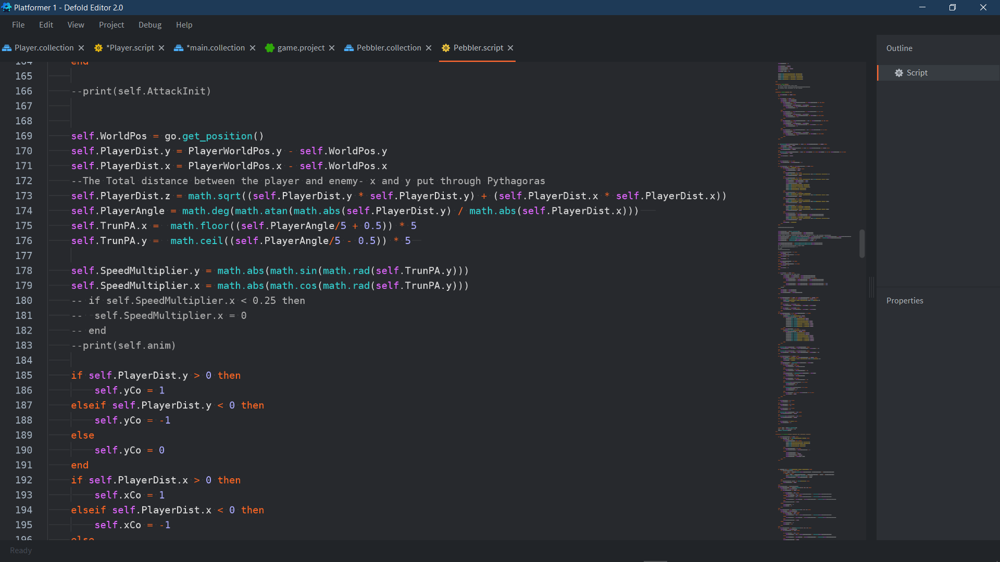 Platformer 1 - Defold Editor 2.0
File Edit View Project Debug Help
Player.collection *Player.script *main.collection game.project Pebbler.collection Pebbler.script
164 end
165
166 --print(self.AttackInit)
167
168
169 self.WorldPos = go.get_position()
170 self.PlayerDist.y = PlayerWorldPos.y - self.WorldPos.y
171 self.PlayerDist.x = PlayerWorldPos.x - self.WorldPos.x
172 --The Total distance between the player and enemy- x and y put through Pythagoras
173 self.PlayerDist.z = math.sqrt((self.PlayerDist.y * self.PlayerDist.y) + (self.PlayerDist.x * self.PlayerDist.x))
174 self.PlayerAngle = math.deg(math.atan(math.abs(self.PlayerDist.y) / math.abs(self.PlayerDist.x)))
175 self.TrunPA.x =  math.floor((self.PlayerAngle/5 + 0.5)) * 5
176 self.TrunPA.y =  math.ceil((self.PlayerAngle/5 - 0.5)) * 5
177
178 self.SpeedMultiplier.y = math.abs(math.sin(math.rad(self.TrunPA.y)))
179 self.SpeedMultiplier.x = math.abs(math.cos(math.rad(self.TrunPA.y)))
180 -- if self.SpeedMultiplier.x < 0.25 then
181 --  self.SpeedMultiplier.x = 0
182 -- end
183 --print(self.anim)
184
185 if self.PlayerDist.y > 0 then
186 self.yCo = 1
187 elseif self.PlayerDist.y < 0 then
188 self.yCo = -1
189 else
190 self.yCo = 0
191 end
192 if self.PlayerDist.x > 0 then
193 self.xCo = 1
194 elseif self.PlayerDist.x < 0 then
195 self.xCo = -1
196 else
Outline
Script
Properties
Ready